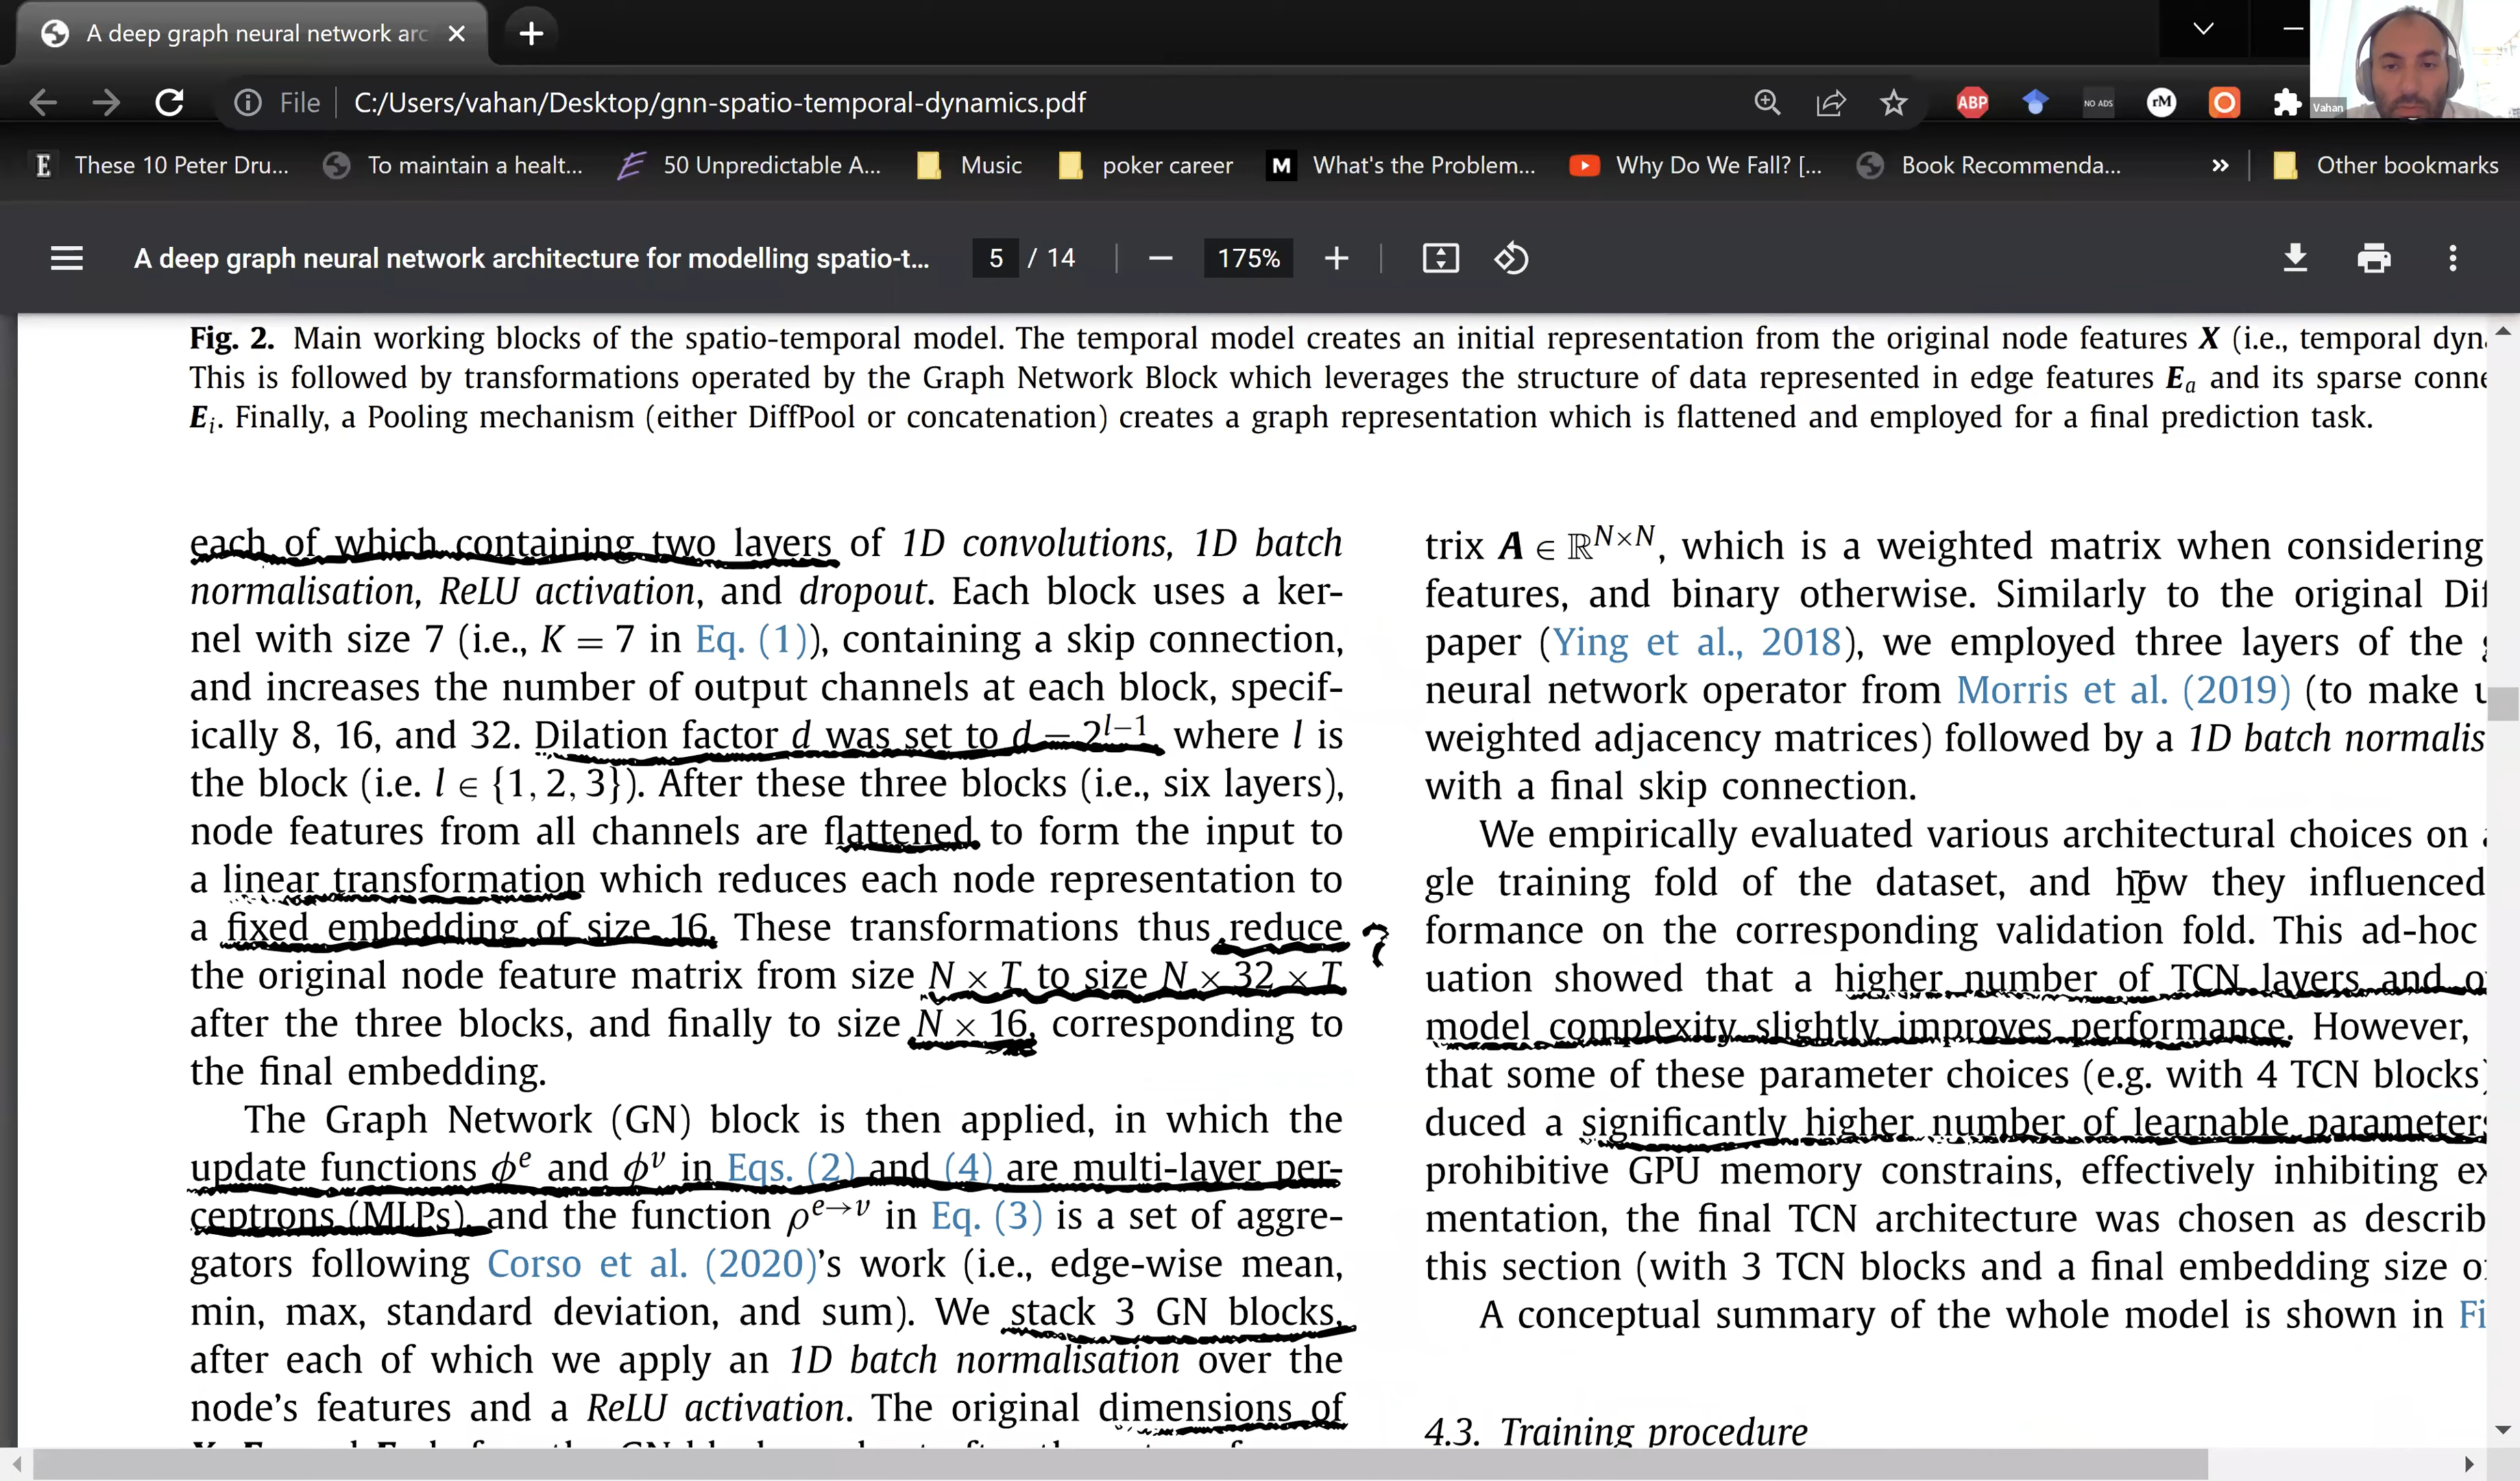 A deep graph neural network arc
File
C:/Users/vahan/Desktop/gnn-spatio-temporal-dynamics.pdf
ABP
NO ADS
rM
Vahan
E
These 10 Peter Dru...
To maintain a healt...
50 Unpredictable A...
Music
poker career
M
What's the Problem...
Why Do We Fall? [...
Book Recommenda...
»
Other bookmarks
A deep graph neural network architecture for modelling spatio-t...
5 / 14
175%
Fig. 2. Main working blocks of the spatio-temporal model. The temporal model creates an initial representation from the original node features X (i.e., temporal dyn
This is followed by transformations operated by the Graph Network Block which leverages the structure of data represented in edge features Eₐ and its sparse conne
Eᵢ. Finally, a Pooling mechanism (either DiffPool or concatenation) creates a graph representation which is flattened and employed for a final prediction task.
each of which containing two layers of 1D convolutions, 1D batch
normalisation, ReLU activation, and dropout. Each block uses a ker-
nel with size 7 (i.e., K = 7 in Eq. (1)), containing a skip connection,
and increases the number of output channels at each block, specif-
ically 8, 16, and 32. Dilation factor d was set to d = 2^{l−1} where l is
the block (i.e. l ∈ {1, 2, 3}). After these three blocks (i.e., six layers),
node features from all channels are flattened to form the input to
a linear transformation which reduces each node representation to
a fixed embedding of size 16. These transformations thus reduce ?
the original node feature matrix from size N × T to size N × 32 × T
after the three blocks, and finally to size N × 16, corresponding to
the final embedding.
The Graph Network (GN) block is then applied, in which the
update functions ϕᵉ and ϕᵛ in Eqs. (2) and (4) are multi-layer per-
ceptrons (MLPs), and the function ρ^{e→v} in Eq. (3) is a set of aggre-
gators following Corso et al. (2020)'s work (i.e., edge-wise mean,
min, max, standard deviation, and sum). We stack 3 GN blocks,
after each of which we apply an 1D batch normalisation over the
node's features and a ReLU activation. The original dimensions of
trix A ∈ ℝ^{N×N}, which is a weighted matrix when considering
features, and binary otherwise. Similarly to the original Dif
paper (Ying et al., 2018), we employed three layers of the
neural network operator from Morris et al. (2019) (to make u
weighted adjacency matrices) followed by a 1D batch normalis
with a final skip connection.
We empirically evaluated various architectural choices on
gle training fold of the dataset, and how they influenced
formance on the corresponding validation fold. This ad-hoc
uation showed that a higher number of TCN layers and o
model complexity slightly improves performance. However,
that some of these parameter choices (e.g. with 4 TCN blocks)
duced a significantly higher number of learnable parameters
prohibitive GPU memory constrains, effectively inhibiting ex
mentation, the final TCN architecture was chosen as describ
this section (with 3 TCN blocks and a final embedding size o
A conceptual summary of the whole model is shown in Fi
4.3. Training procedure